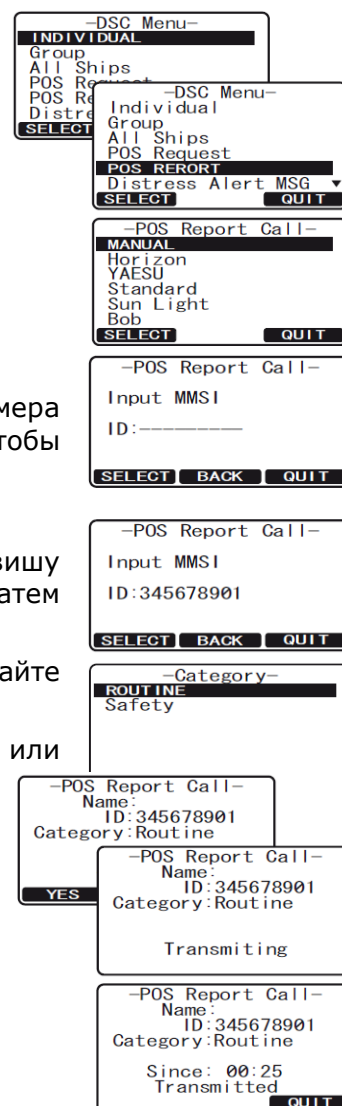 -DSC Menu-
INDIVIDUAL
Group
All Ships
POS Request
POS Re
Distre
SELECT
-DSC Menu-
Individual
Group
All Ships
POS Request
POS RERORT
Distress Alert MSG ▼
SELECT QUIT
-POS Report Call-
MANUAL
Horizon
YAESU
Standard
Sun Light
Bob
SELECT QUIT
-POS Report Call-
Input MMSI
ID:---------
SELECT BACK QUIT
мера
тобы
-POS Report Call-
Input MMSI
ID:345678901
SELECT BACK QUIT
вишу
атем
айте
или
-Category-
ROUTINE
Safety
-POS Report Call-
Name:
ID:345678901
Category:Routine
YES
-POS Report Call-
Name:
ID:345678901
Category:Routine
Transmiting
-POS Report Call-
Name:
ID:345678901
Category:Routine
Since: 00:25
Transmitted
QUIT